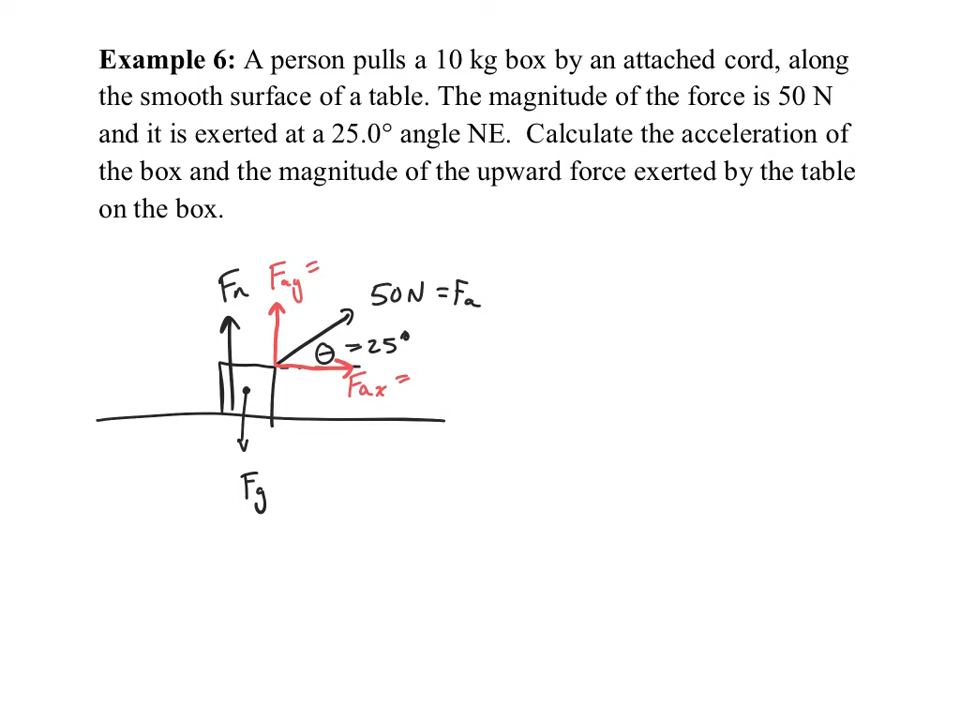 Example 6: A person pulls a 10 kg box by an attached cord, along
the smooth surface of a table. The magnitude of the force is 50 N
and it is exerted at a 25.0° angle NE. Calculate the acceleration of
the box and the magnitude of the upward force exerted by the table
on the box.
Fn Fay =
50N = Fa
θ = 25°
Fax =
Fg